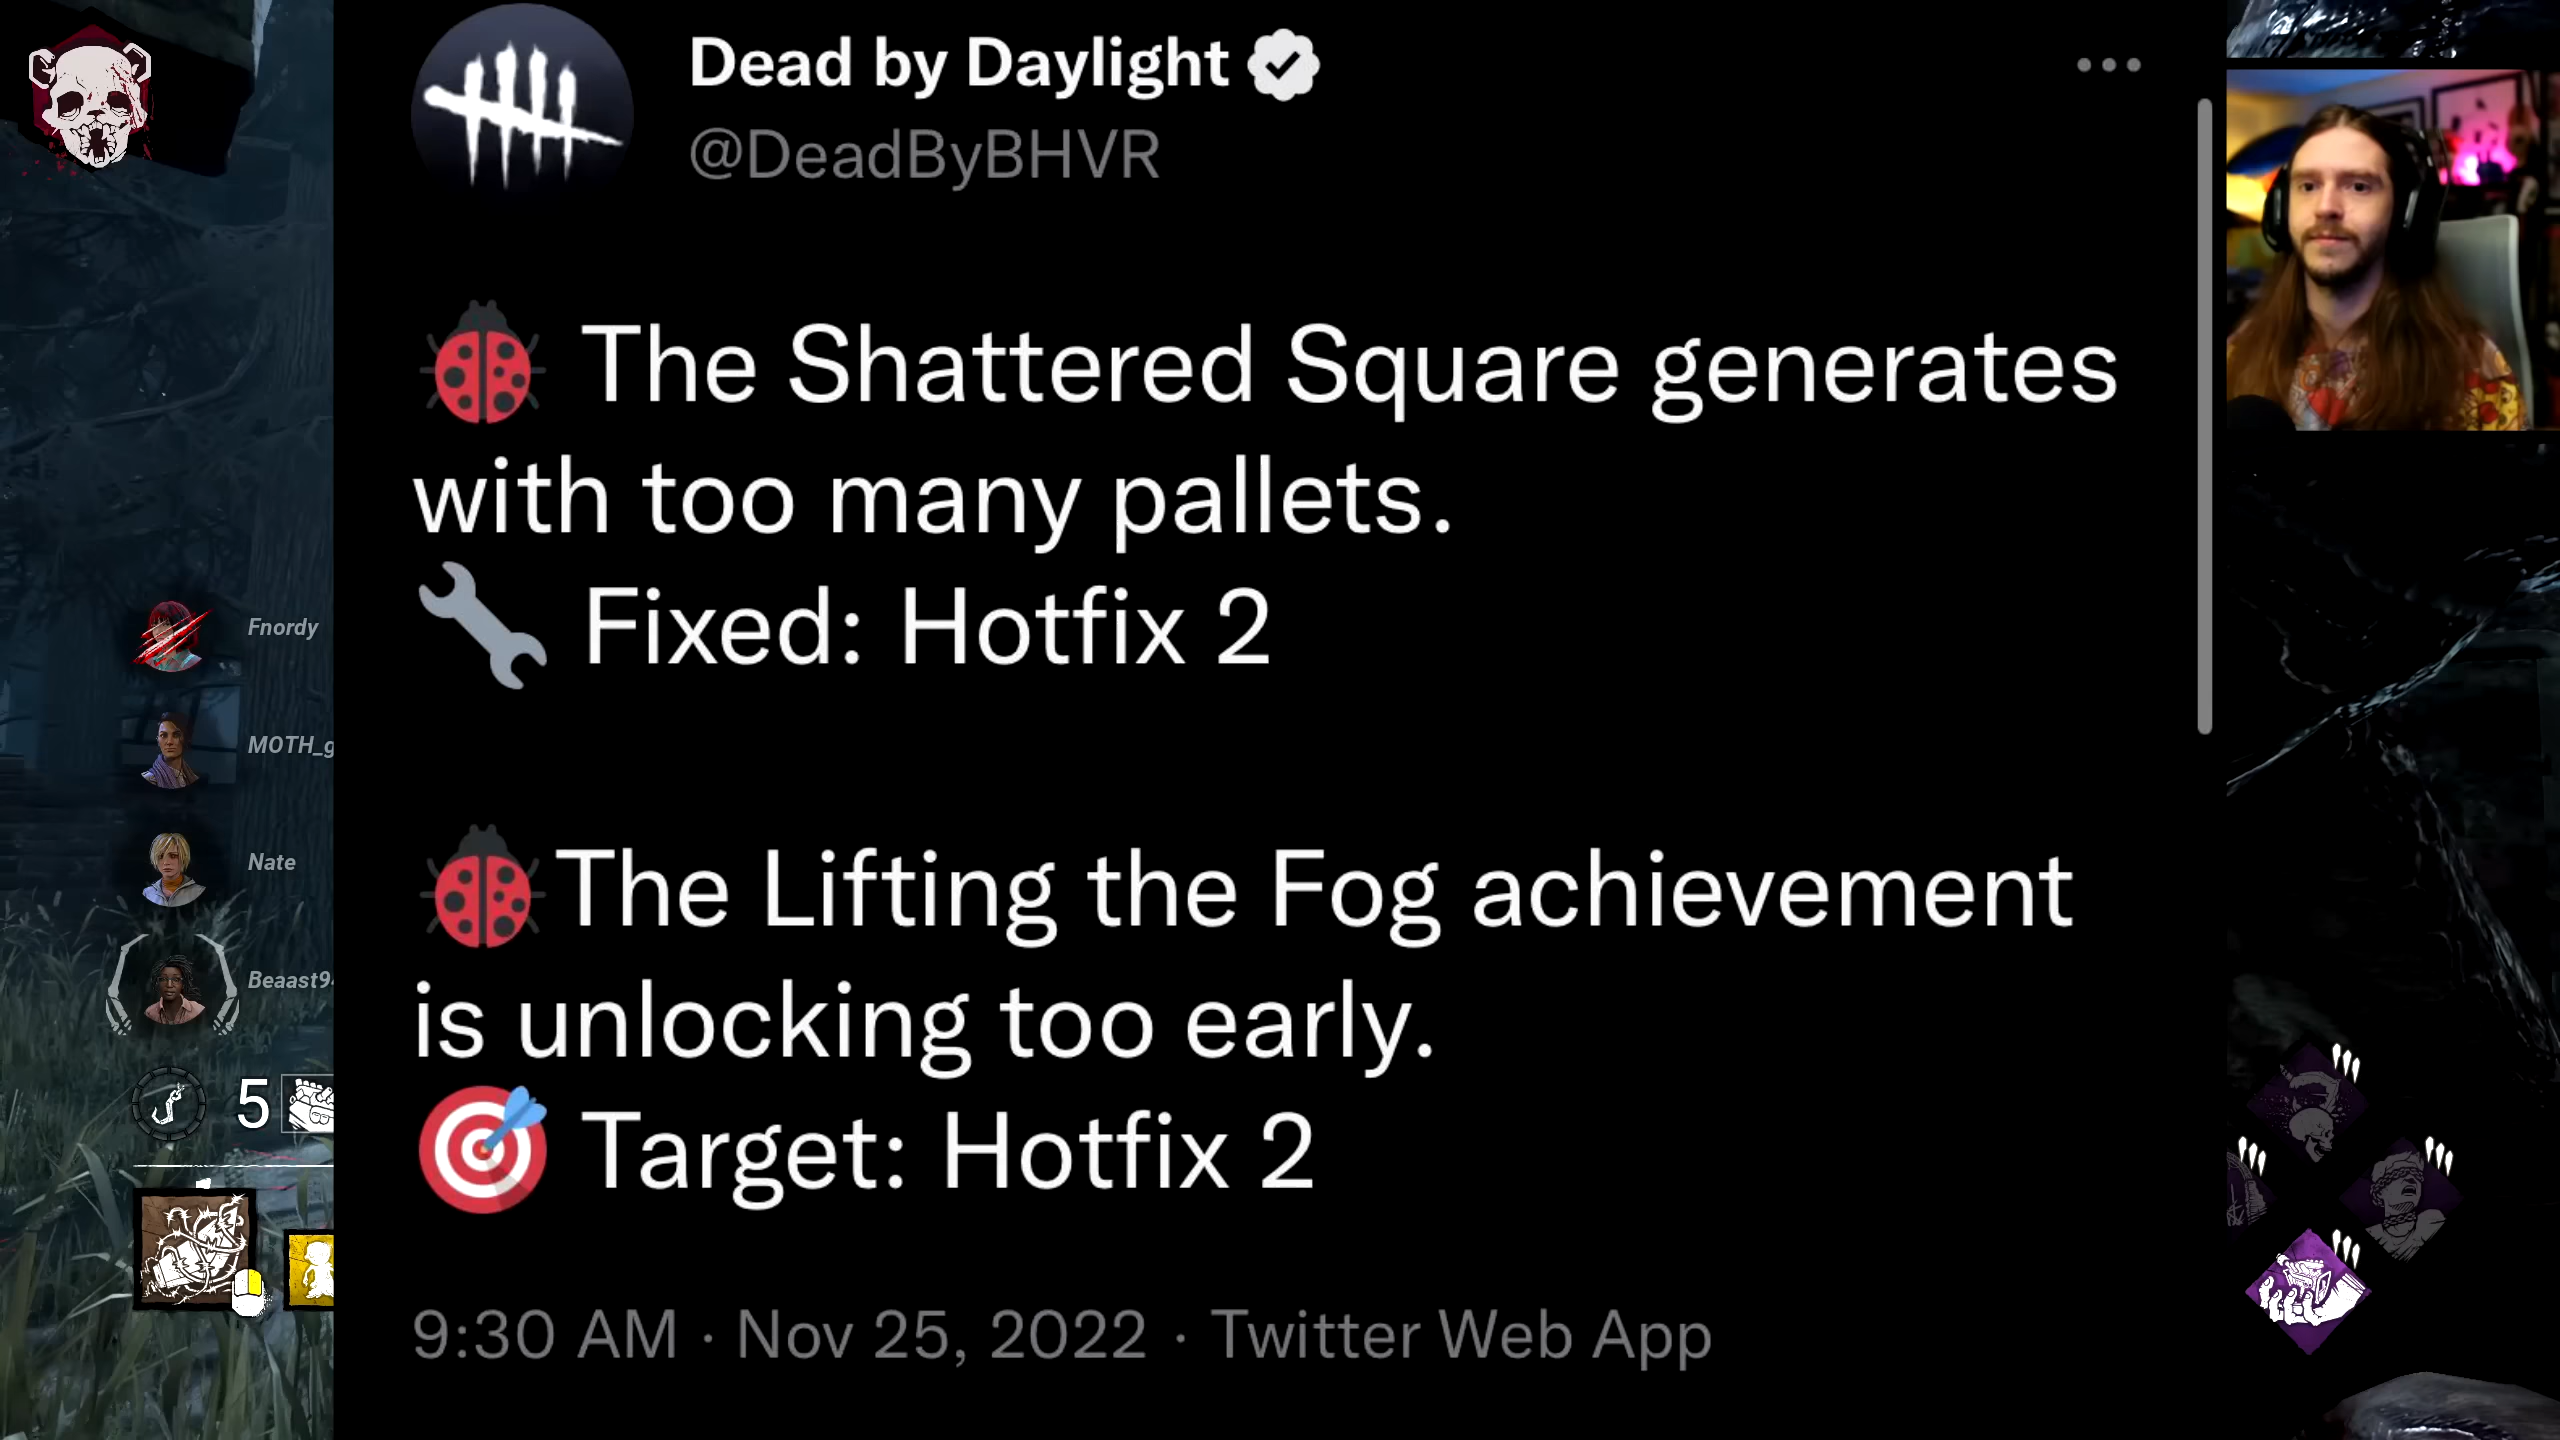 Dead by Daylight
@DeadByBHVR
🐞 The Shattered Square generates
with too many pallets.
🔧 Fixed: Hotfix 2
🐞The Lifting the Fog achievement
is unlocking too early.
🎯 Target: Hotfix 2
9:30 AM · Nov 25, 2022 · Twitter Web App
Fnordy
MOTH_g
Nate
Beaast9
5